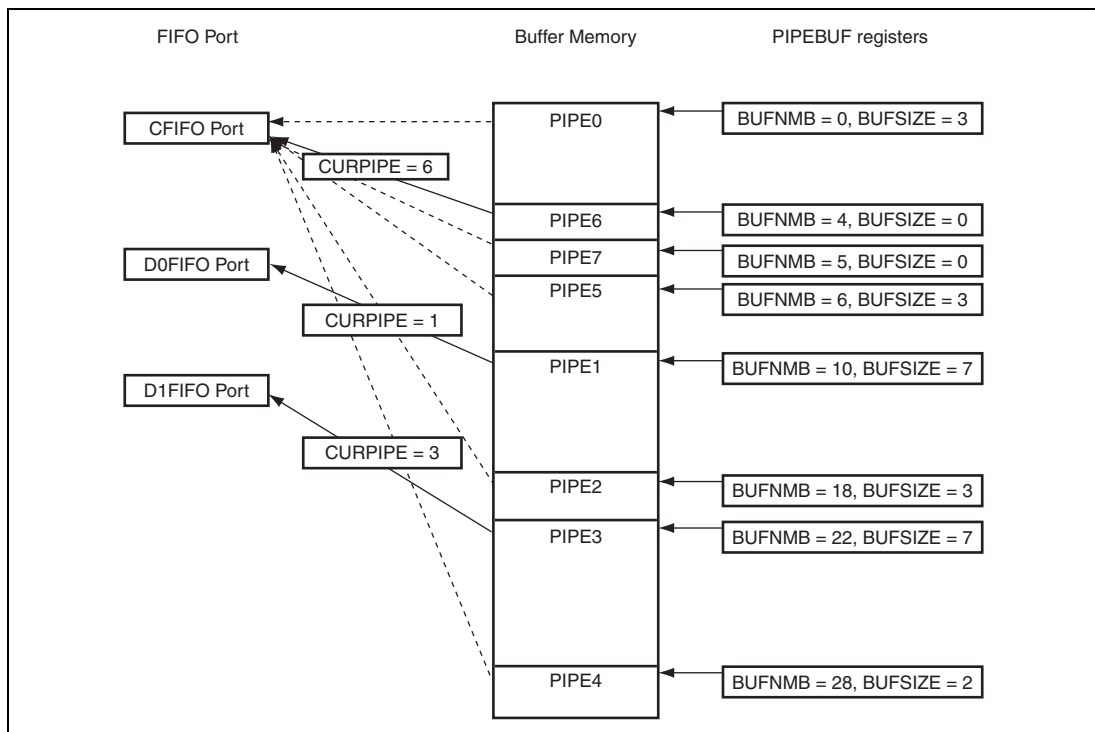 FIFO Port Buffer Memory PIPEBUF registers
CFIFO Port PIPE0 BUFNMB = 0, BUFSIZE = 3
CURPIPE = 6
PIPE6 BUFNMB = 4, BUFSIZE = 0
D0FIFO Port PIPE7 BUFNMB = 5, BUFSIZE = 0
PIPE5 BUFNMB = 6, BUFSIZE = 3
CURPIPE = 1
PIPE1 BUFNMB = 10, BUFSIZE = 7
D1FIFO Port
CURPIPE = 3
PIPE2 BUFNMB = 18, BUFSIZE = 3
PIPE3 BUFNMB = 22, BUFSIZE = 7
PIPE4 BUFNMB = 28, BUFSIZE = 2